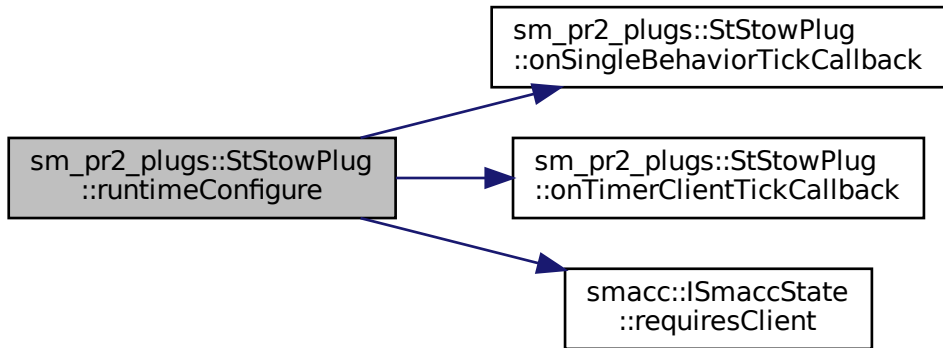 sm_pr2_plugs::StStowPlug
::runtimeConfigure
sm_pr2_plugs::StStowPlug
::onSingleBehaviorTickCallback
sm_pr2_plugs::StStowPlug
::onTimerClientTickCallback
smacc::ISmaccState
::requiresClient